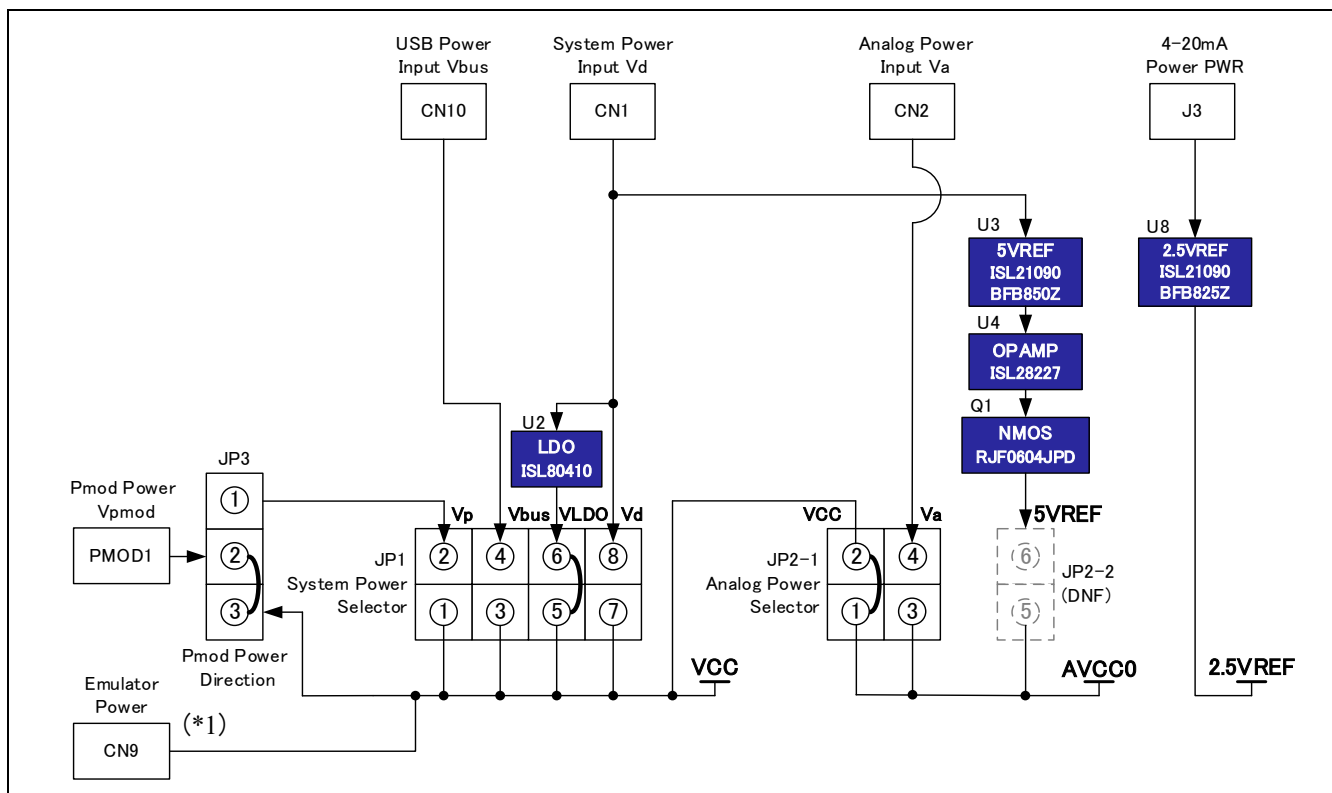 USB Power
Input Vbus
System Power
Input Vd
Analog Power
Input Va
4-20mA
Power PWR
CN10
CN1
CN2
J3
U3
5VREF
ISL21090
BFB850Z
U8
2.5VREF
ISL21090
BFB825Z
U4
OPAMP
ISL28227
Q1
NMOS
RJF0604JPD
U2
LDO
ISL80410
JP3
1
2
3
Pmod Power
Vpmod
PMOD1
Pmod Power
Direction
Vp
Vbus
VLDO
Vd
JP1
System Power
Selector
2
4
6
8
1
3
5
7
VCC
Va
JP2-1
Analog Power
Selector
2
4
1
3
5VREF
6
5
JP2-2
(DNF)
VCC
AVCC0
2.5VREF
Emulator
Power
CN9
(*1)